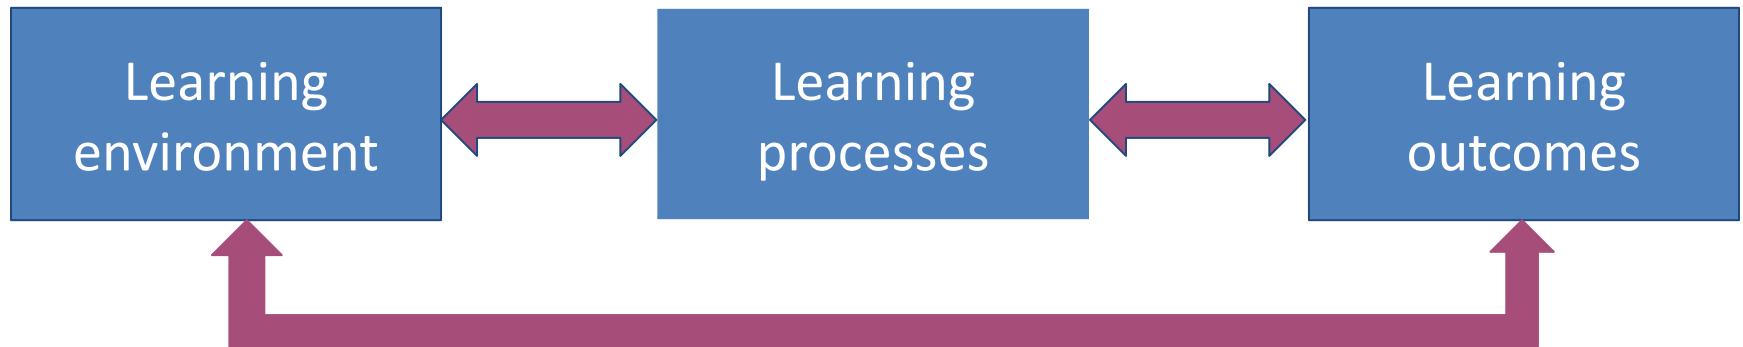 Learning
environment
Learning
processes
Learning
outcomes